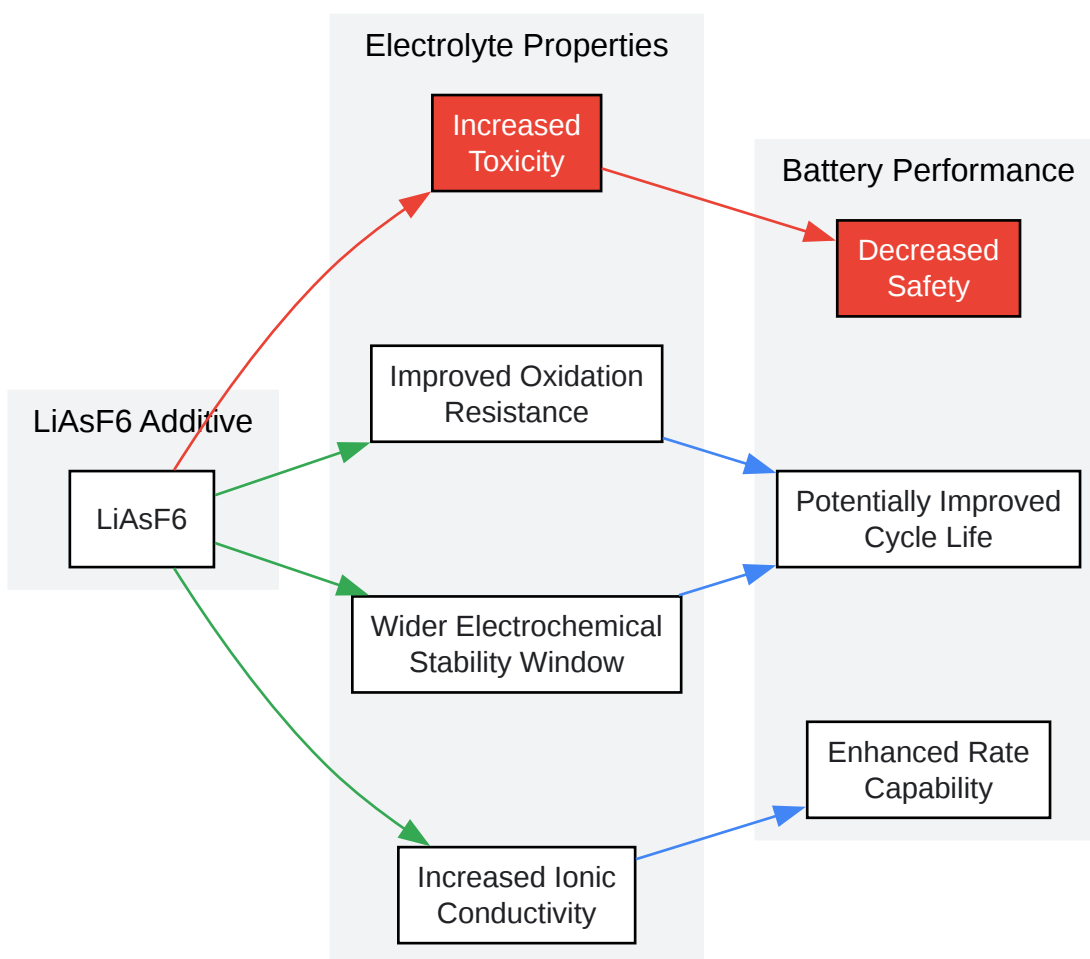 Electrolyte Properties
Increased
Toxicity
Battery Performance
Decreased
Safety
Improved Oxidation
Resistance
LiAsF6 Additive
LiAsF6
Potentially Improved
Cycle Life
Wider Electrochemical
Stability Window
Enhanced Rate
Capability
Increased Ionic
Conductivity